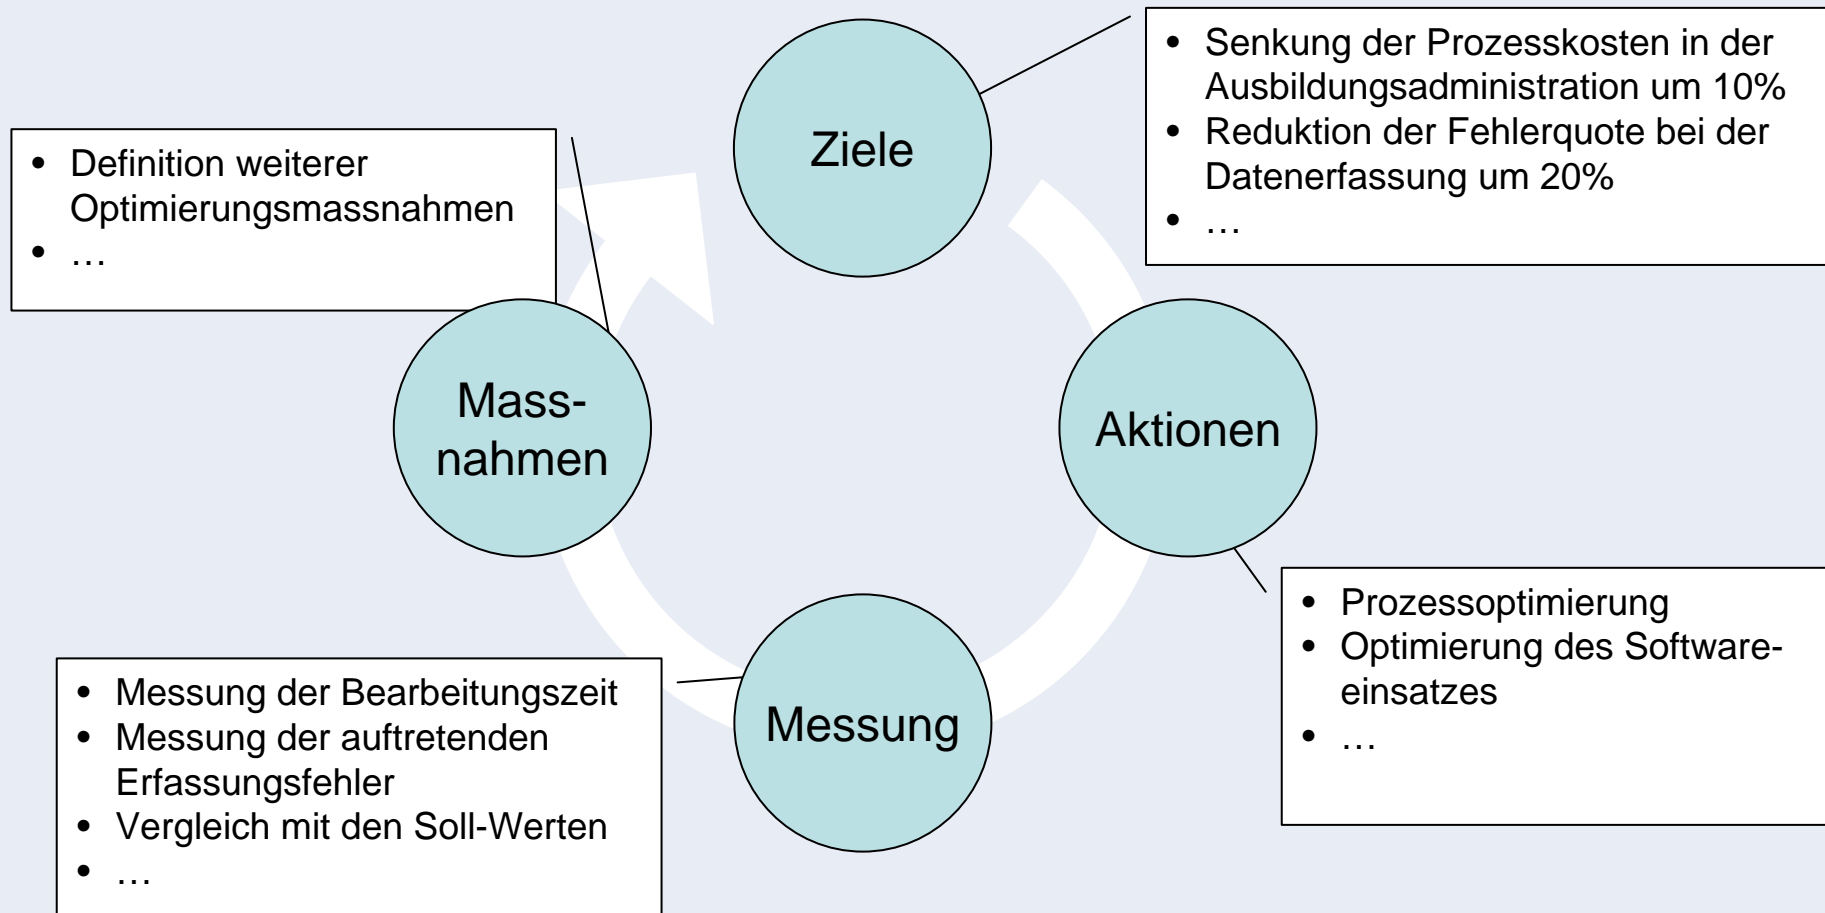 Ziele
• Senkung der Prozesskosten in der
Ausbildungsadministration um 10%
• Reduktion der Fehlerquote bei der
Datenerfassung um 20%
• …
• Definition weiterer
Optimierungsmassnahmen
• …
Mass-
nahmen
Aktionen
• Prozessoptimierung
• Optimierung des Software-
einsatzes
• …
Messung
• Messung der Bearbeitungszeit
• Messung der auftretenden
Erfassungsfehler
• Vergleich mit den Soll-Werten
• …